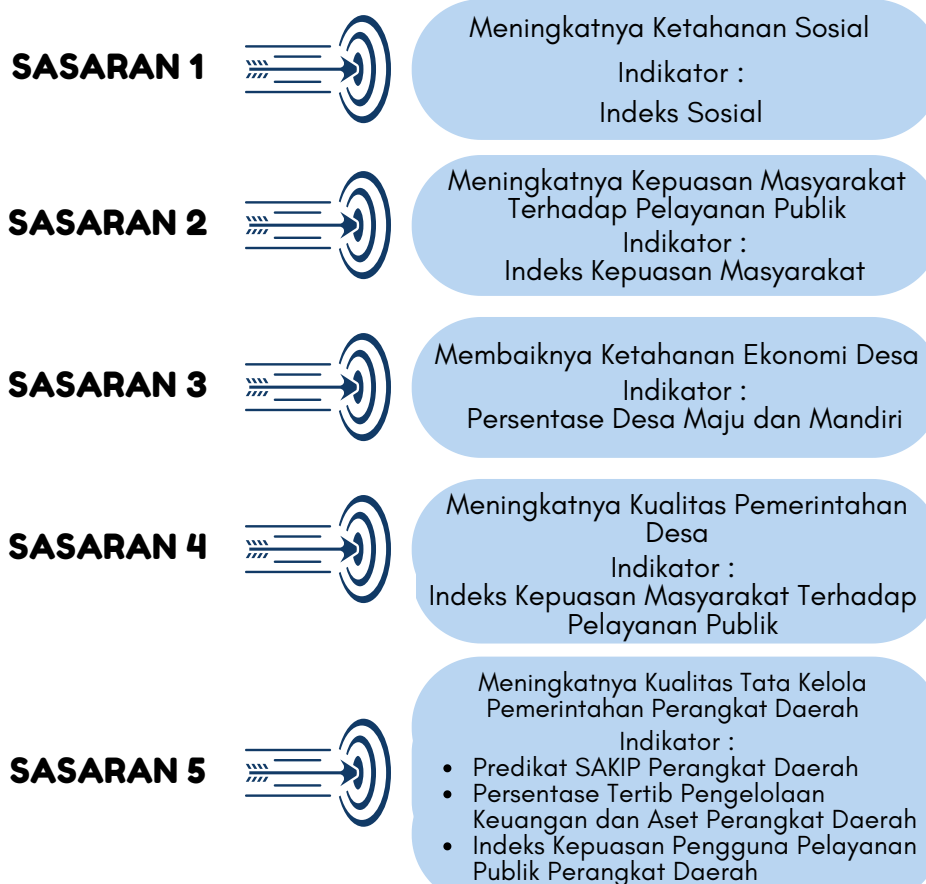 SASARAN 1
Meningkatnya Ketahanan Sosial
Indikator :
Indeks Sosial
SASARAN 2
Meningkatnya Kepuasan Masyarakat
Terhadap Pelayanan Publik
Indikator :
Indeks Kepuasan Masyarakat
SASARAN 3
Membaiknya Ketahanan Ekonomi Desa
Indikator :
Persentase Desa Maju dan Mandiri
SASARAN 4
Meningkatnya Kualitas Pemerintahan
Desa
Indikator :
Indeks Kepuasan Masyarakat Terhadap
Pelayanan Publik
SASARAN 5
Meningkatnya Kualitas Tata Kelola
Pemerintahan Perangkat Daerah
Indikator :
• Predikat SAKIP Perangkat Daerah
• Persentase Tertib Pengelolaan
Keuangan dan Aset Perangkat Daerah
• Indeks Kepuasan Pengguna Pelayanan
Publik Perangkat Daerah